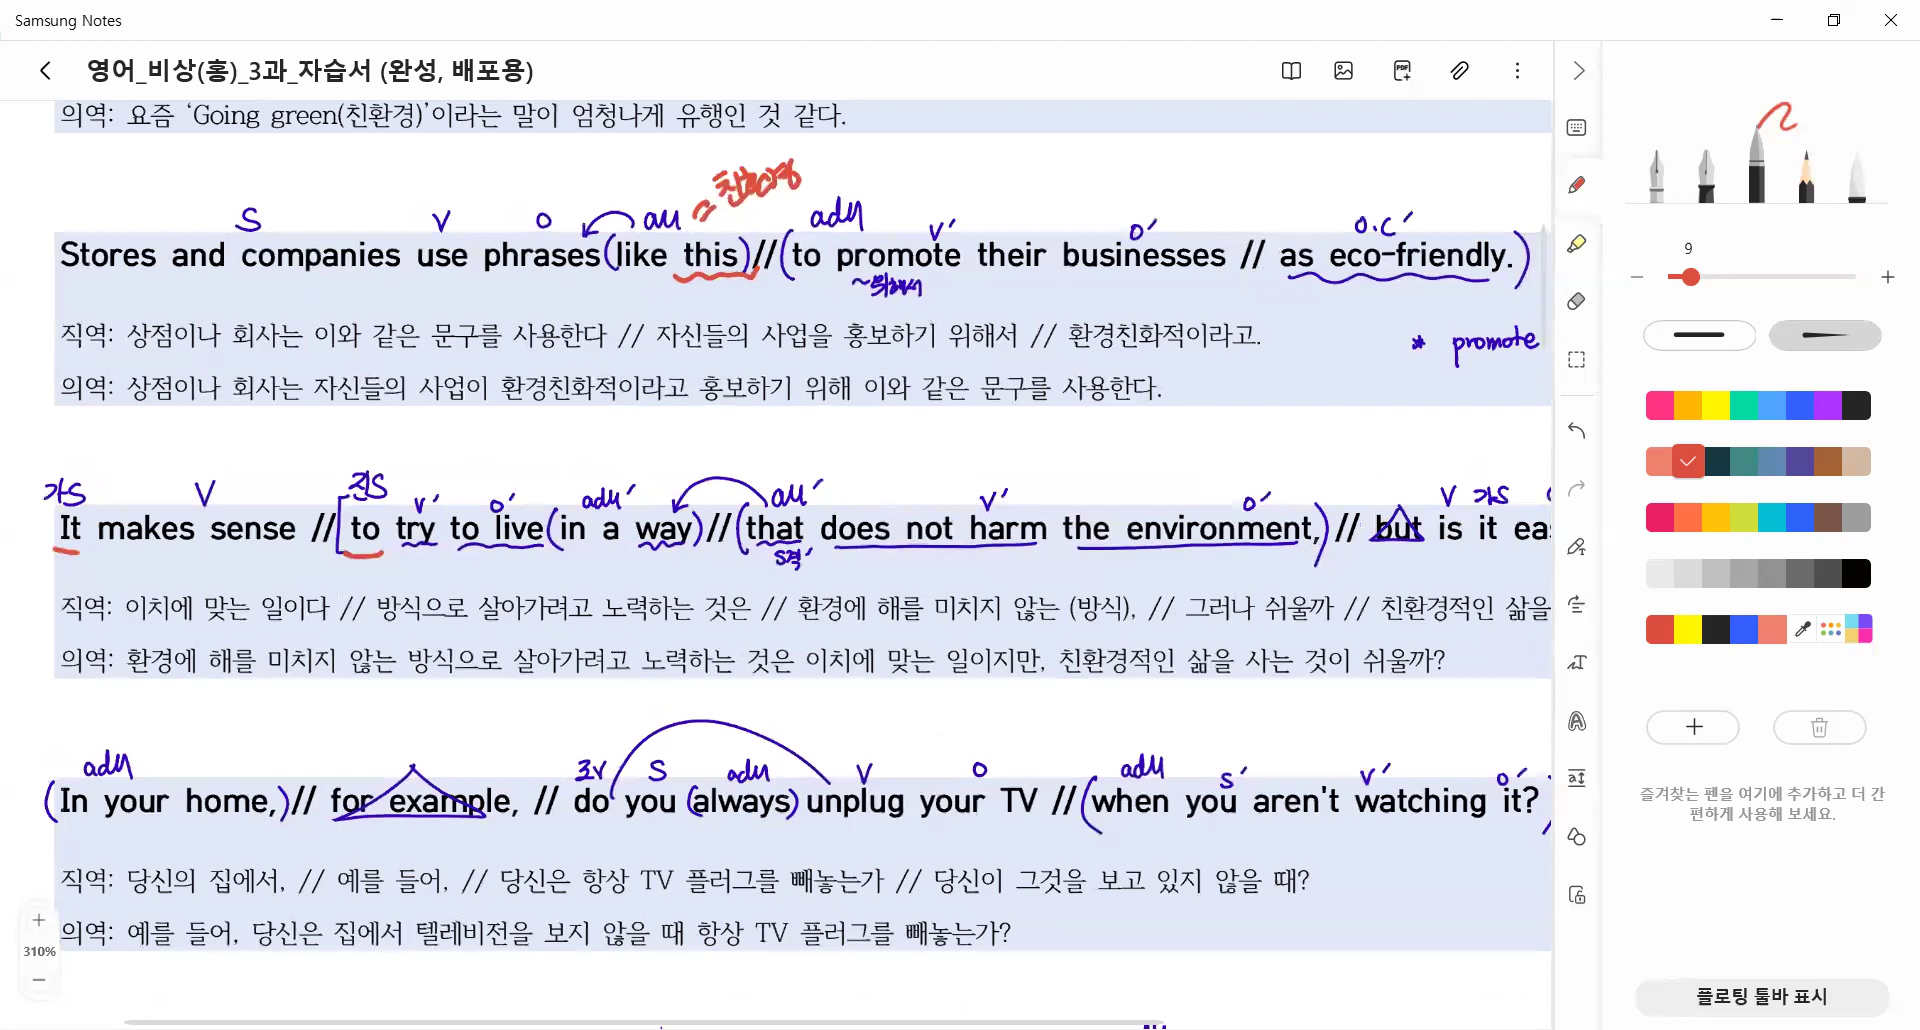 Samsung Notes
영어_비상(홍)_3과_자습서 (완성, 배포용)
의역: 요즘 ‘Going green(친환경)’이라는 말이 엄청나게 유행인 것 같다.
= 친환경
S V O adj adv V' O' O.C'
Stores and companies use phrases (like this) // (to promote their businesses // as eco-friendly.)
~위해서
직역: 상점이나 회사는 이와 같은 문구를 사용한다 // 자신들의 사업을 홍보하기 위해서 // 환경친화적이라고.
* promote
의역: 상점이나 회사는 자신들의 사업이 환경친화적이라고 홍보하기 위해 이와 같은 문구를 사용한다.
가S V 진S V' O' adv' adj' V' O' V 가S
It makes sense // [to try to live (in a way) // (that does not harm the environment,) // but is it eas
직역: 이치에 맞는 일이다 // 방식으로 살아가려고 노력하는 것은 // 환경에 해를 미치지 않는 (방식), // 그러나 쉬울까 // 친환경적인 삶을
의역: 환경에 해를 미치지 않는 방식으로 살아가려고 노력하는 것은 이치에 맞는 일이지만, 친환경적인 삶을 사는 것이 쉬울까?
adv 조V S adv V O adv S' V' O'
(In your home,) // for example, // do you (always) unplug your TV // (when you aren't watching it?
직역: 당신의 집에서, // 예를 들어, // 당신은 항상 TV 플러그를 빼놓는가 // 당신이 그것을 보고 있지 않을 때?
의역: 예를 들어, 당신은 집에서 텔레비전을 보지 않을 때 항상 TV 플러그를 빼놓는가?
310%
9
즐겨찾는 펜을 여기에 추가하고 더 간
편하게 사용해 보세요.
플로팅 툴바 표시